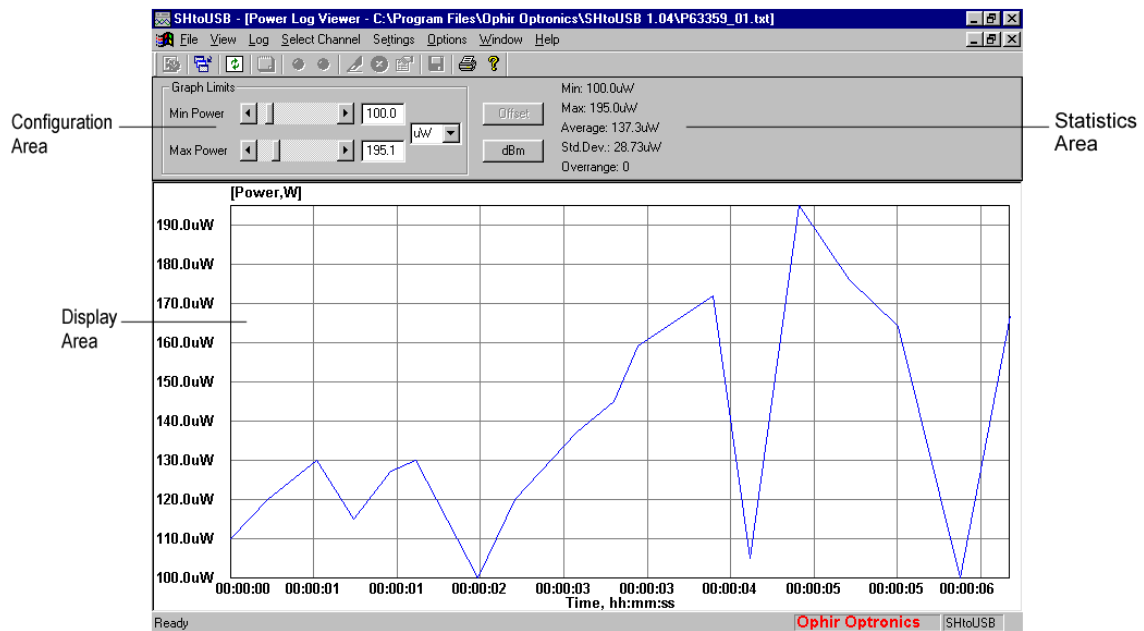 SHtoUSB - [Power Log Viewer - C:\Program Files\Ophir Optronics\SHtoUSB 1.04\P63359_01.txt]
File View Log Select Channel Settings Options Window Help
Graph Limits
Min Power 100.0
Max Power 195.1
uW
Offset
dBm
Min: 100.0uW
Max: 195.0uW
Average: 137.3uW
Std.Dev.: 28.73uW
Overrange: 0
Configuration
Area
Statistics
Area
[Power,W]
190.0uW
180.0uW
170.0uW
160.0uW
150.0uW
140.0uW
130.0uW
120.0uW
110.0uW
100.0uW
Display
Area
00:00:00 00:00:01 00:00:01 00:00:02 00:00:03 00:00:03 00:00:04 00:00:05 00:00:05 00:00:06
Time, hh:mm:ss
Ready Ophir Optronics SHtoUSB